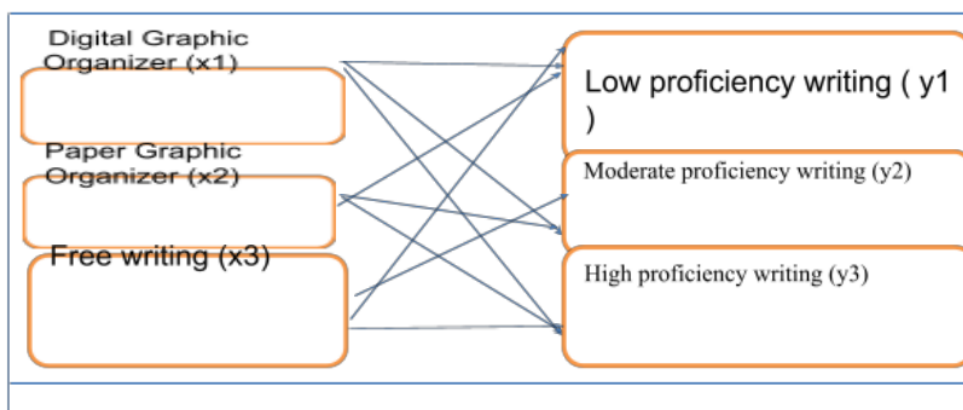 Digital Graphic
Organizer (x1)
Paper Graphic
Organizer (x2)
Free writing (x3)
Low proficiency writing ( y1
)
Moderate proficiency writing (y2)
High proficiency writing (y3)